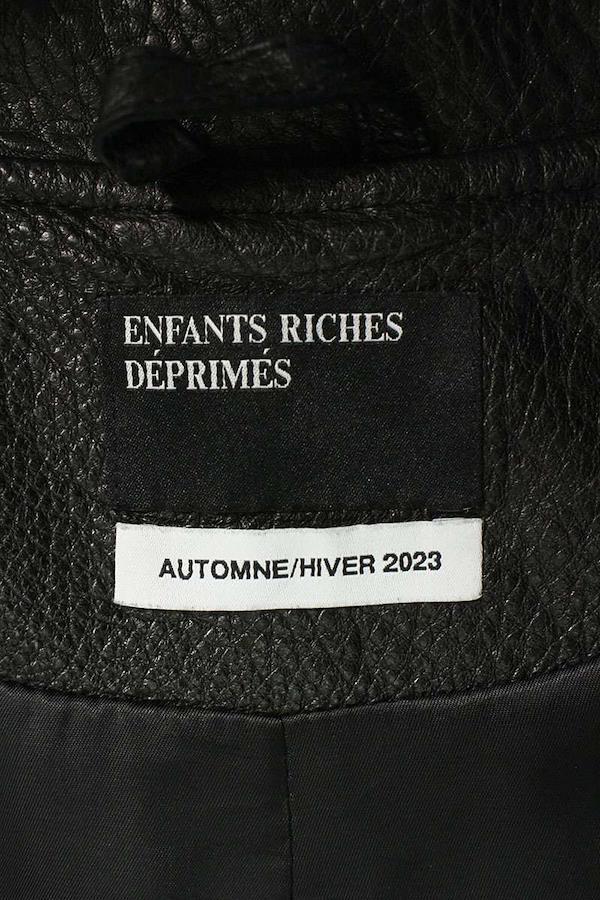 ENFANTS RICHES
DÉPRIMÉS
AUTOMNE/HIVER 2023